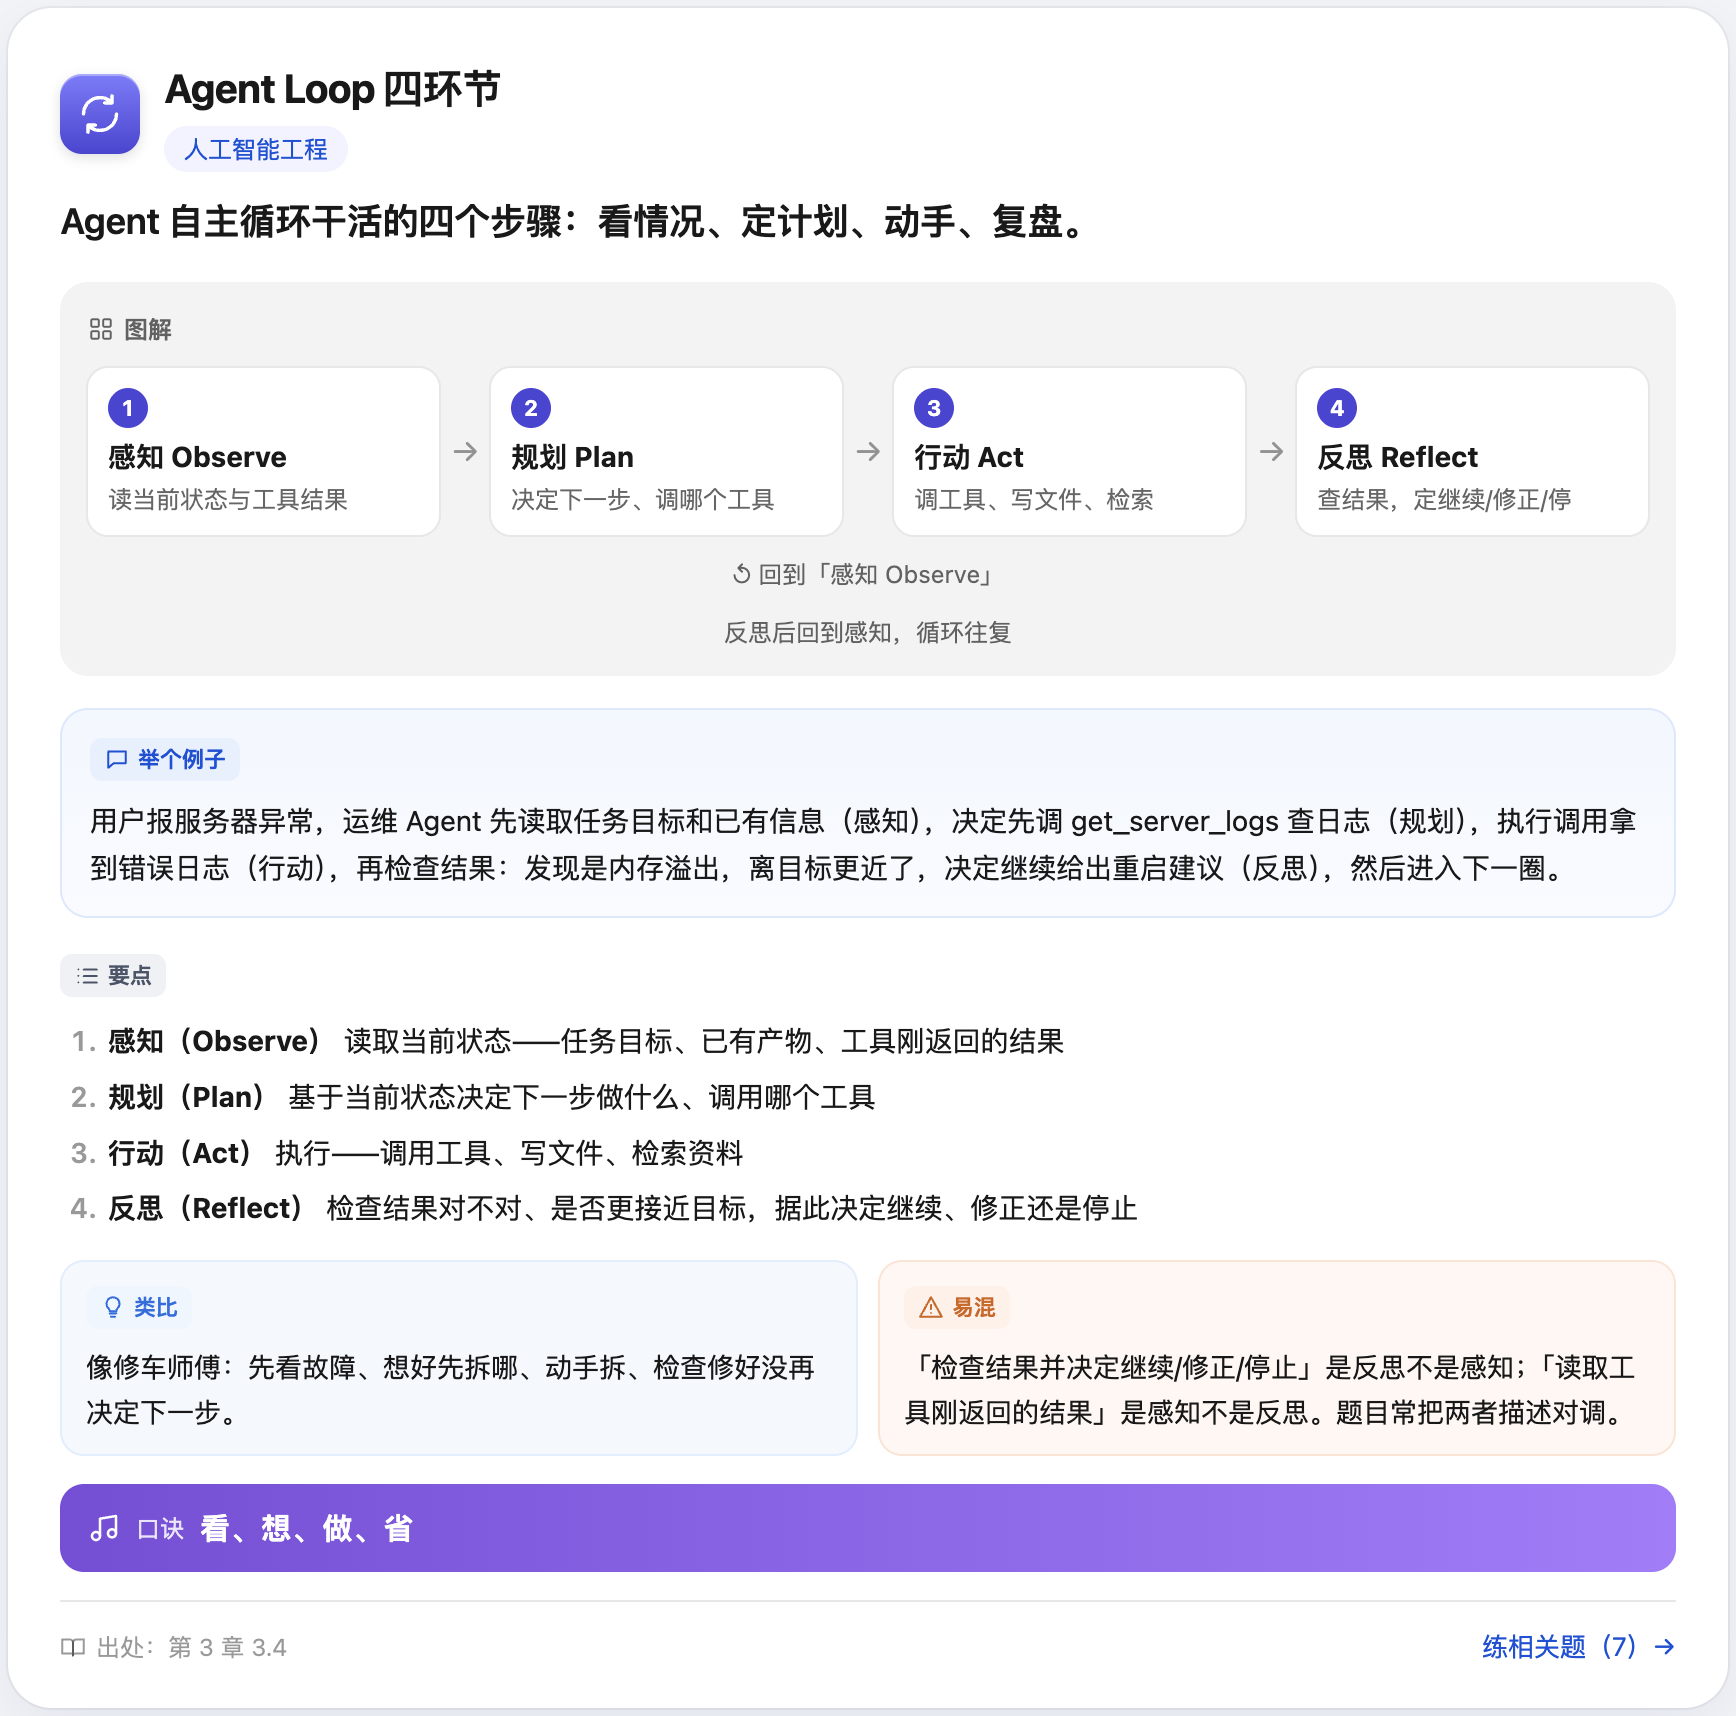 Agent Loop 四环节
人工智能工程
Agent 自主循环干活的四个步骤：看情况、定计划、动手、复盘。
图解
1
感知 Observe
读当前状态与工具结果
2
规划 Plan
决定下一步、调哪个工具
3
行动 Act
调工具、写文件、检索
4
反思 Reflect
查结果，定继续/修正/停
回到「感知 Observe」
反思后回到感知，循环往复
举个例子
用户报服务器异常，运维 Agent 先读取任务目标和已有信息（感知），决定先调 get_server_logs 查日志（规划），执行调用拿
到错误日志（行动），再检查结果：发现是内存溢出，离目标更近了，决定继续给出重启建议（反思），然后进入下一圈。
要点
1. 感知（Observe） 读取当前状态——任务目标、已有产物、工具刚返回的结果
2. 规划（Plan） 基于当前状态决定下一步做什么、调用哪个工具
3. 行动（Act） 执行——调用工具、写文件、检索资料
4. 反思（Reflect） 检查结果对不对、是否更接近目标，据此决定继续、修正还是停止
类比
像修车师傅：先看故障、想好先拆哪、动手拆、检查修好没再
决定下一步。
易混
「检查结果并决定继续/修正/停止」是反思不是感知；「读取工
具刚返回的结果」是感知不是反思。题目常把两者描述对调。
口诀 看、想、做、省
出处：第 3 章 3.4
练相关题（7） →